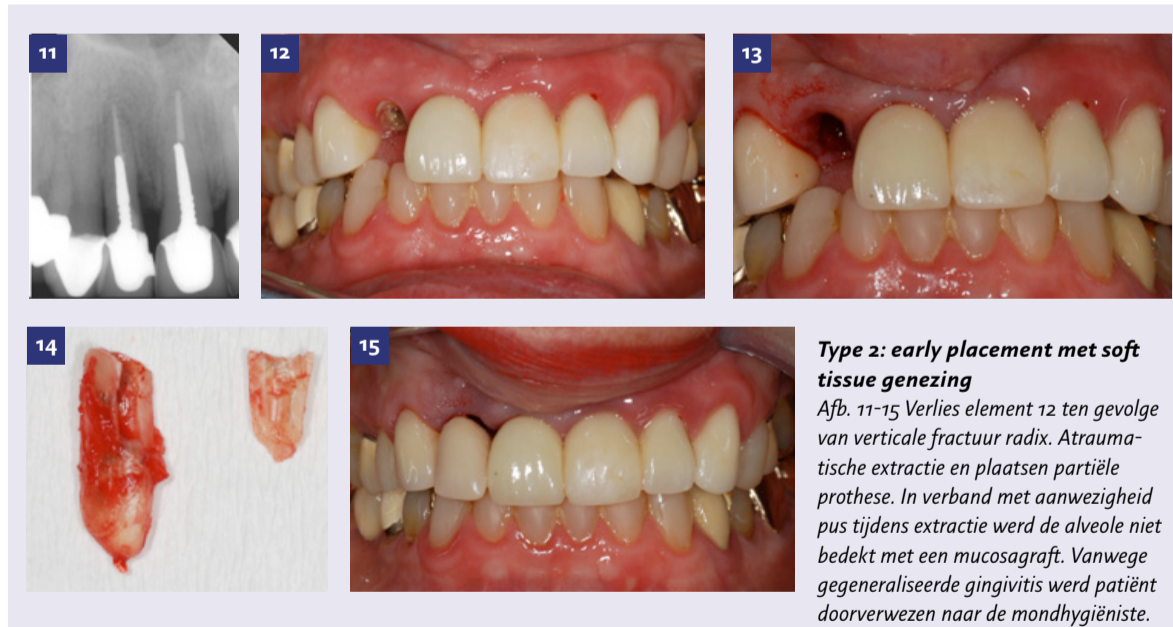 11
12
13
14
15
Type 2: early placement met soft
tissue genezing
Afb. 11-15 Verlies element 12 ten gevolge
van verticale fractuur radix. Atrauma-
tische extractie en plaatsen partiële
prothese. In verband met aanwezigheid
pus tijdens extractie werd de alveole niet
bedekt met een mucosagraft. Vanwege
gegeneraliseerde gingivitis werd patiënt
doorverwezen naar de mondhygiëniste.